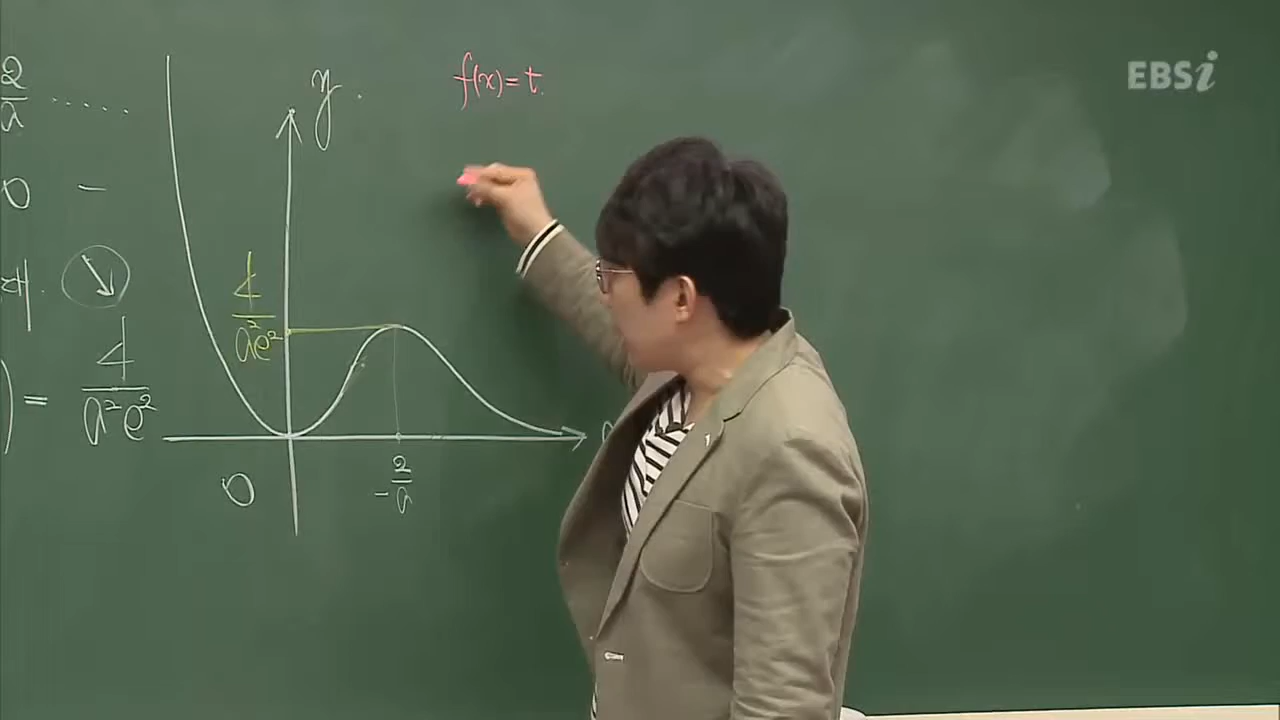 EBSi
f(x)=t
y
2/a ·····
0 -
4/a²e²
) = 4/a²e²
0
-2/a